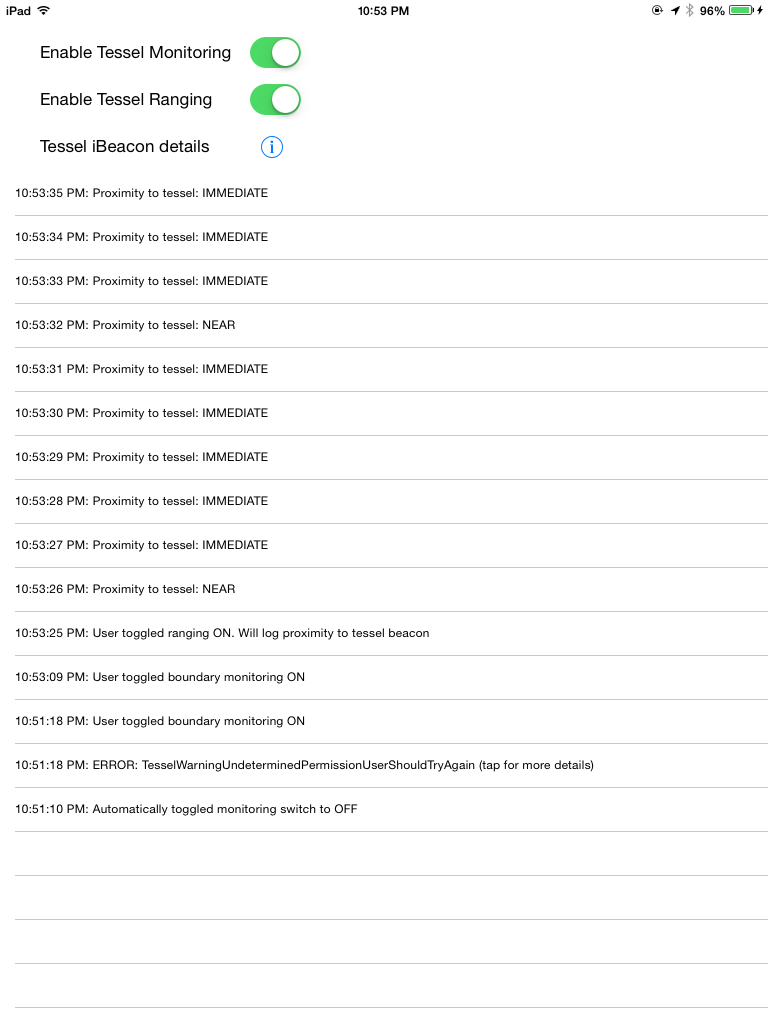 iPad 10:53 PM 96%
Enable Tessel Monitoring
Enable Tessel Ranging
Tessel iBeacon details
10:53:35 PM: Proximity to tessel: IMMEDIATE
10:53:34 PM: Proximity to tessel: IMMEDIATE
10:53:33 PM: Proximity to tessel: IMMEDIATE
10:53:32 PM: Proximity to tessel: NEAR
10:53:31 PM: Proximity to tessel: IMMEDIATE
10:53:30 PM: Proximity to tessel: IMMEDIATE
10:53:29 PM: Proximity to tessel: IMMEDIATE
10:53:28 PM: Proximity to tessel: IMMEDIATE
10:53:27 PM: Proximity to tessel: IMMEDIATE
10:53:26 PM: Proximity to tessel: NEAR
10:53:25 PM: User toggled ranging ON. Will log proximity to tessel beacon
10:53:09 PM: User toggled boundary monitoring ON
10:51:18 PM: User toggled boundary monitoring ON
10:51:18 PM: ERROR: TesselWarningUndeterminedPermissionUserShouldTryAgain (tap for more details)
10:51:10 PM: Automatically toggled monitoring switch to OFF